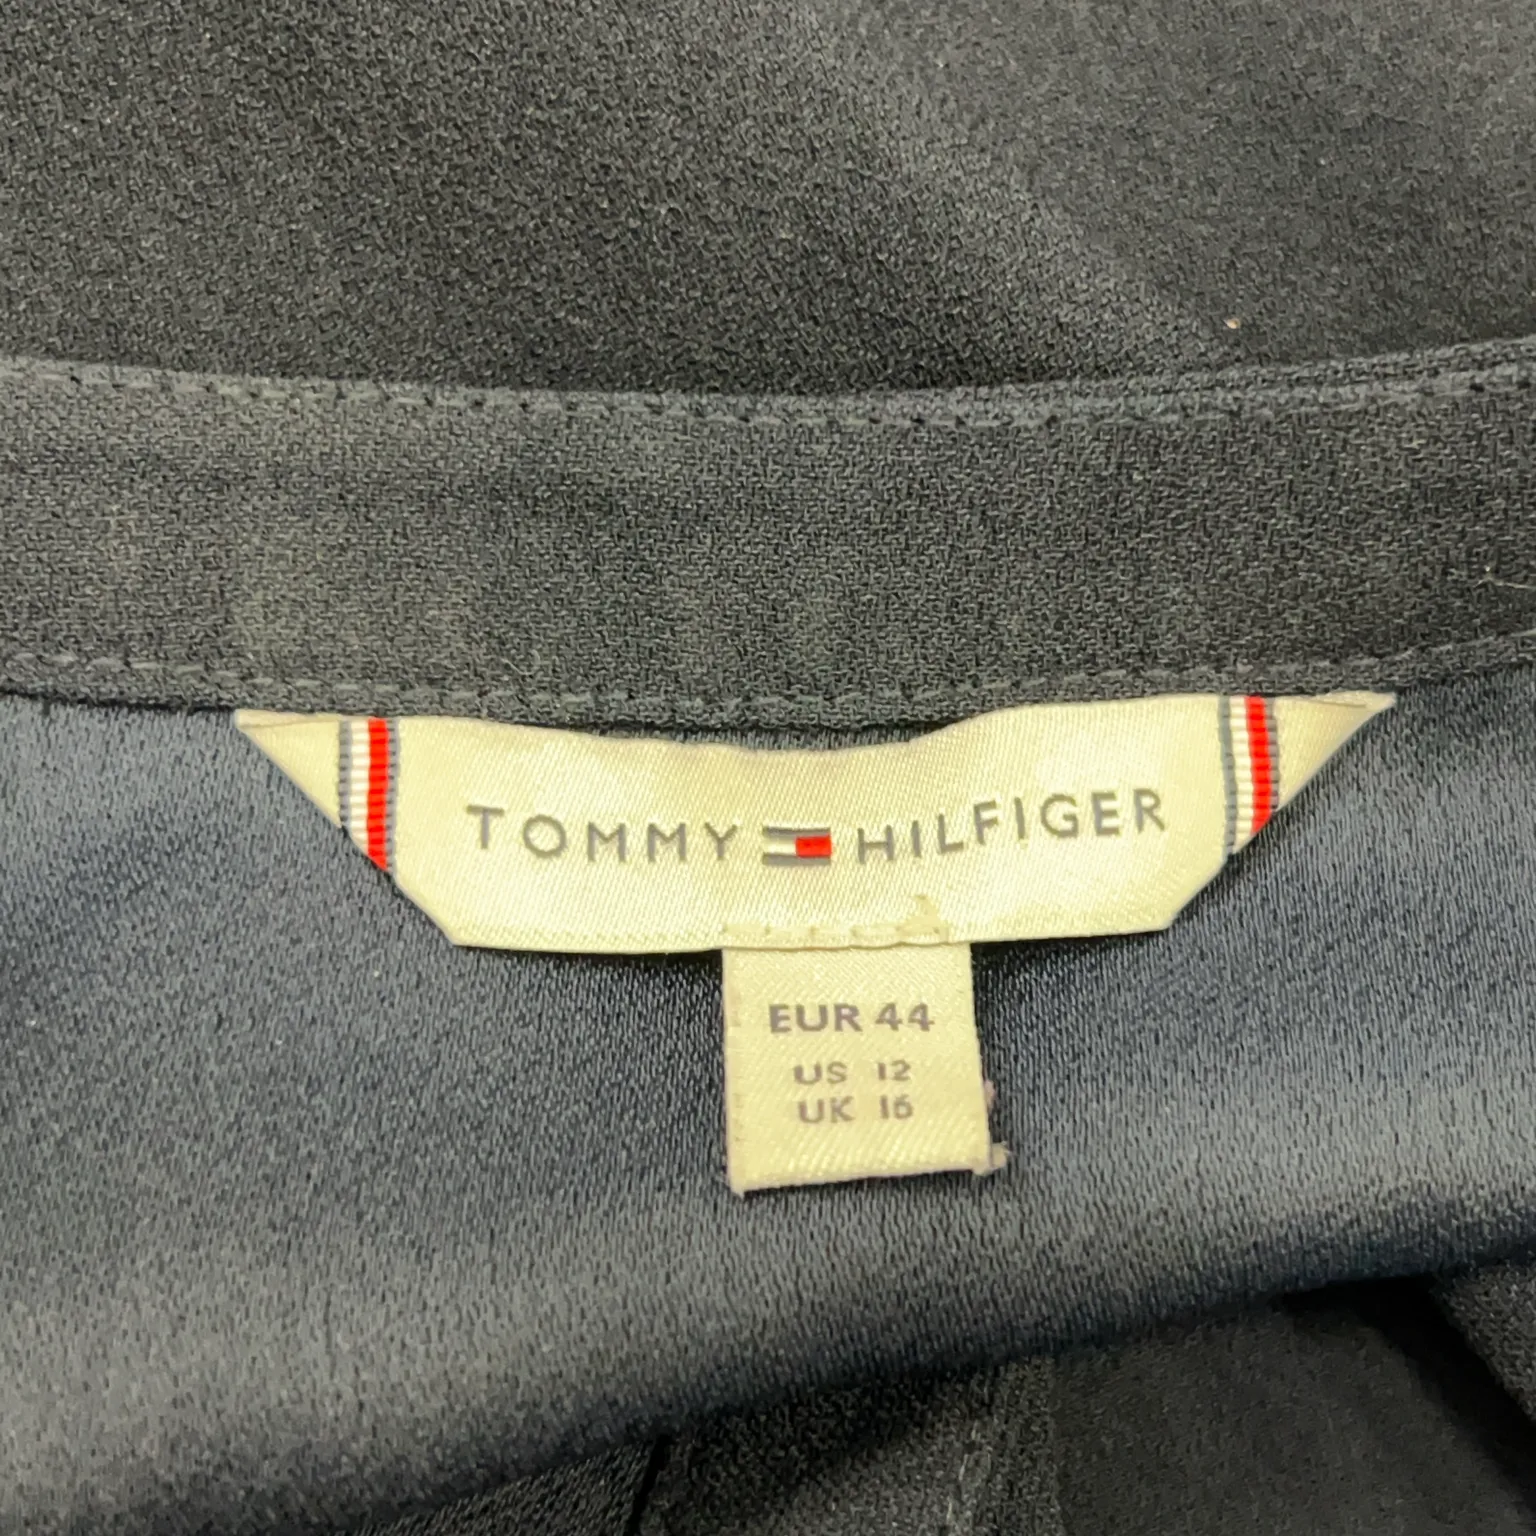 TOMMY HILFIGER
EUR 44
US 12
UK 16